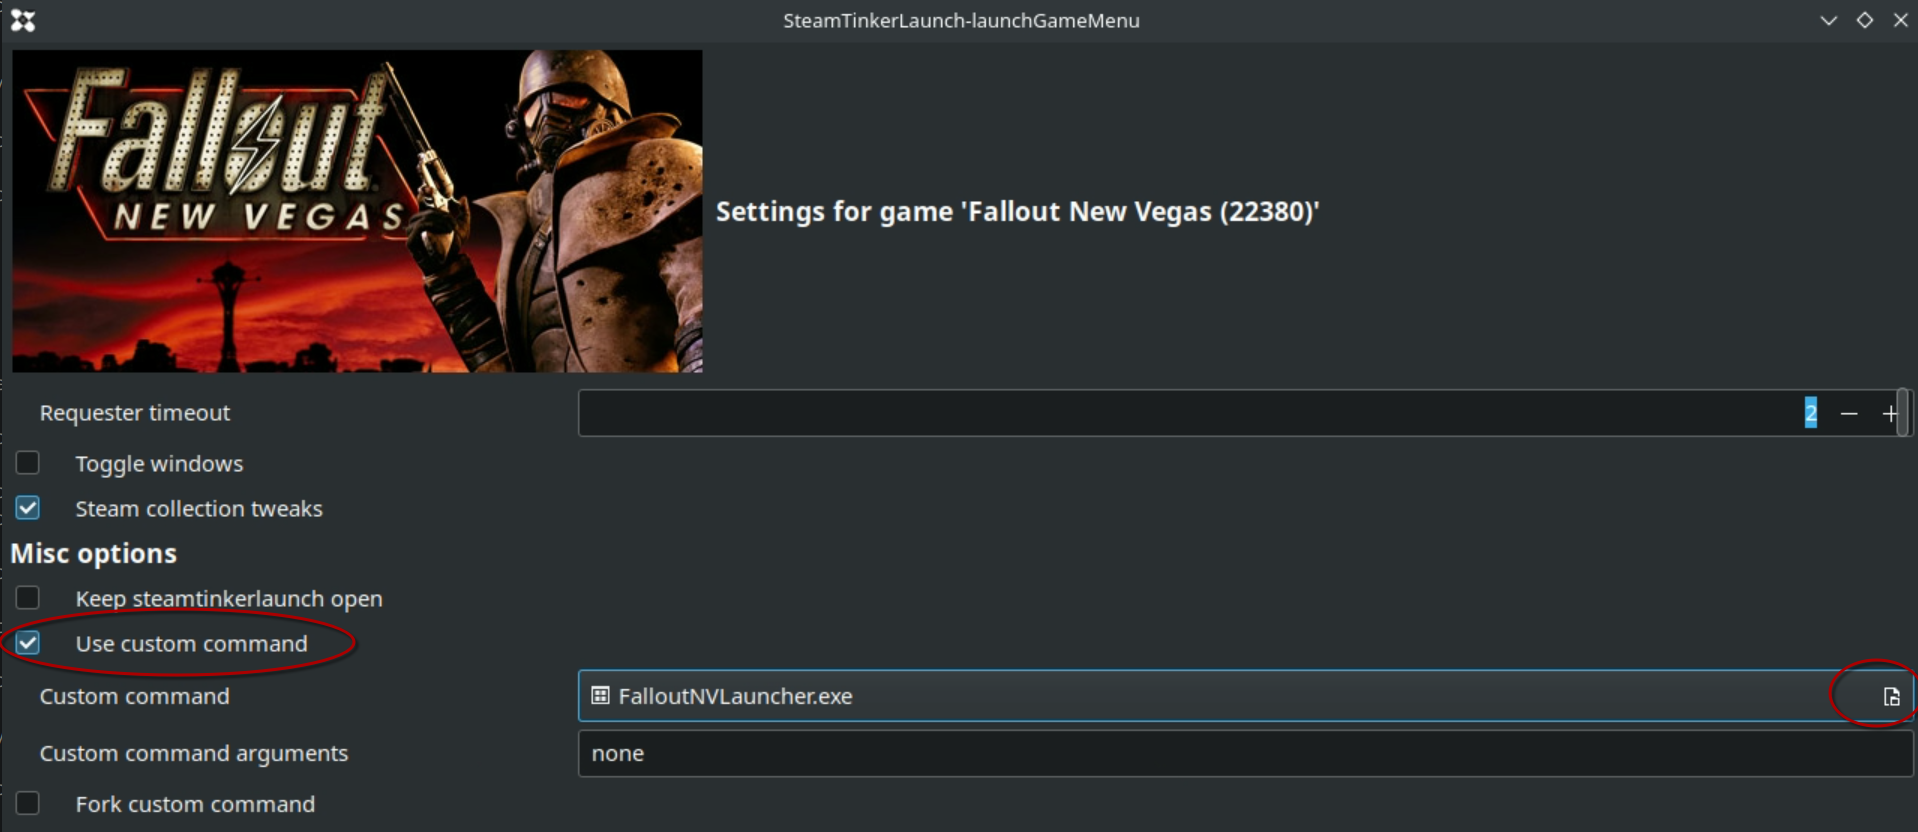 SteamTinkerLaunch-launchGameMenu
Fallout
NEW VEGAS
Settings for game 'Fallout New Vegas (22380)'
Requester timeout 2 − +
Toggle windows
Steam collection tweaks
Misc options
Keep steamtinkerlaunch open
Use custom command
Custom command FalloutNVLauncher.exe
Custom command arguments none
Fork custom command